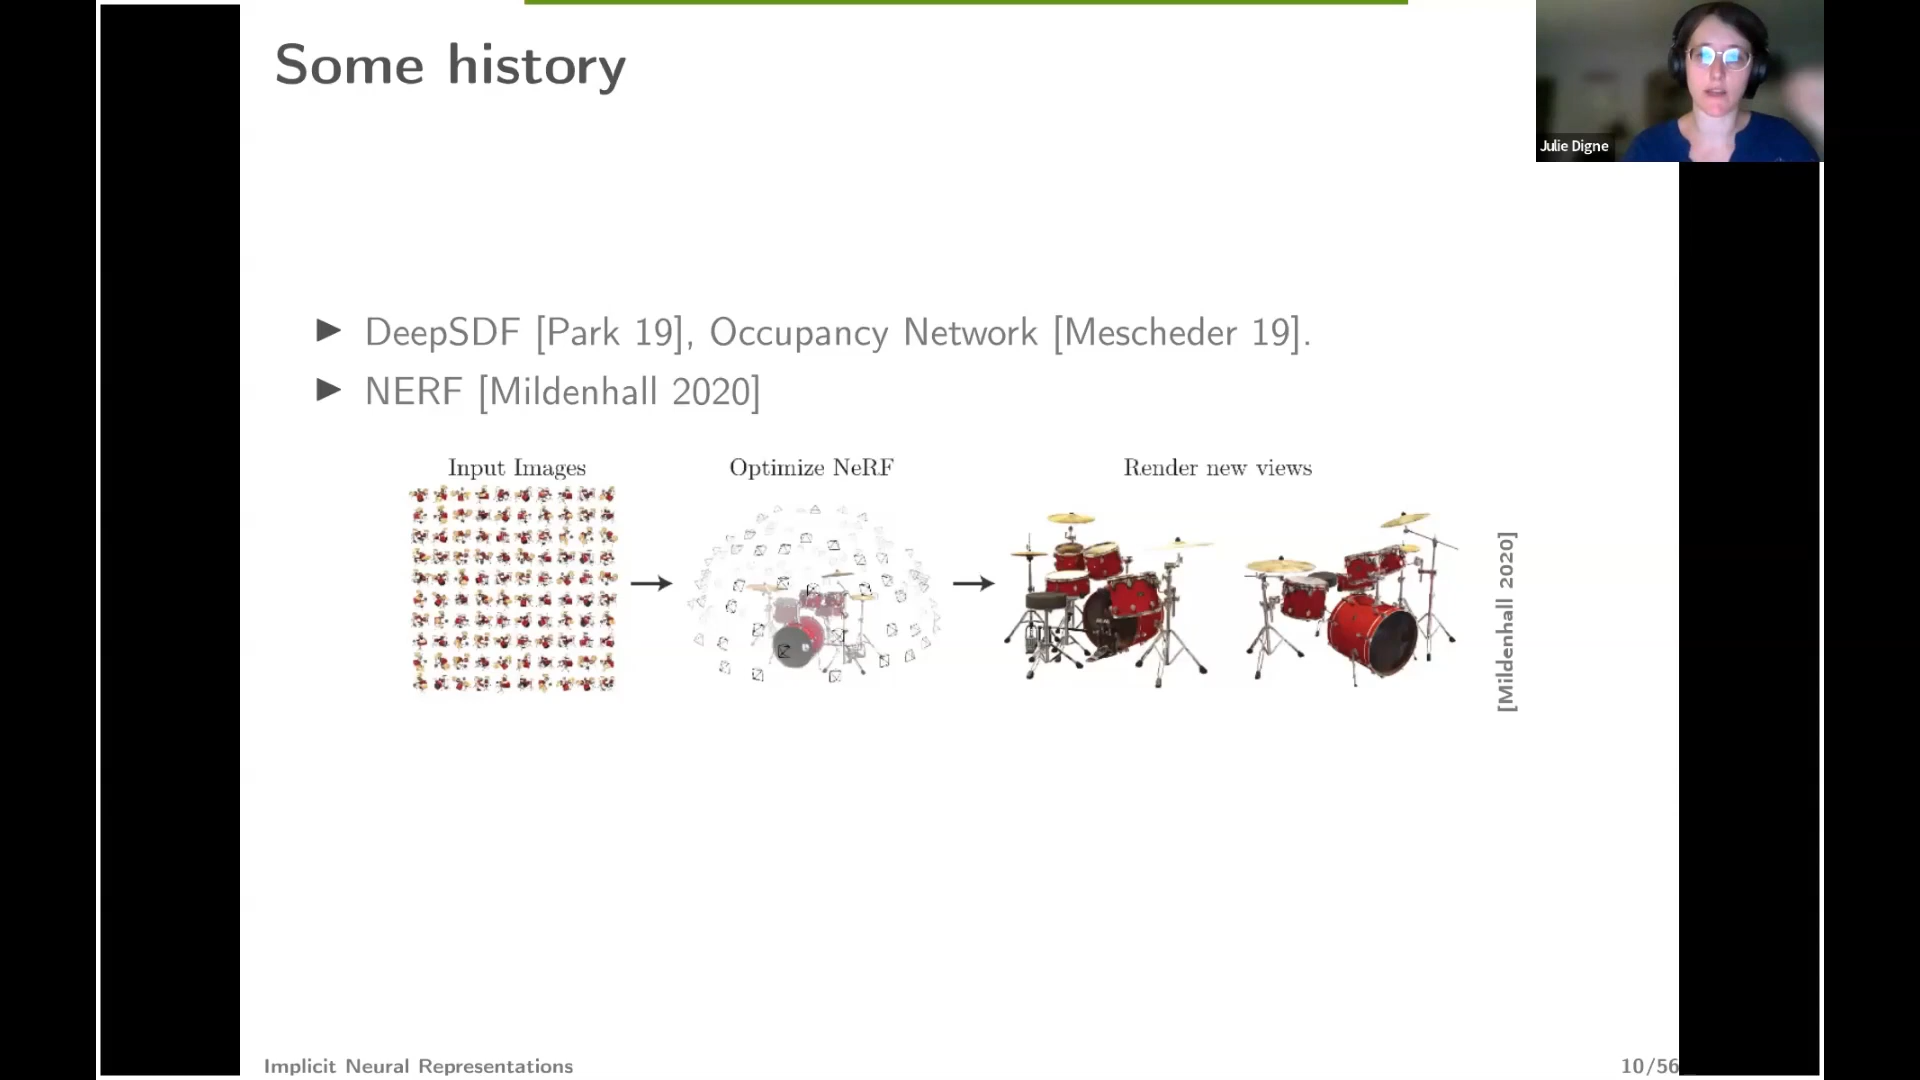 Some history
Julie Digne
► DeepSDF [Park 19], Occupancy Network [Mescheder 19].
► NERF [Mildenhall 2020]
Input Images
Optimize NeRF
Render new views
[Mildenhall 2020]
Implicit Neural Representations
10/56